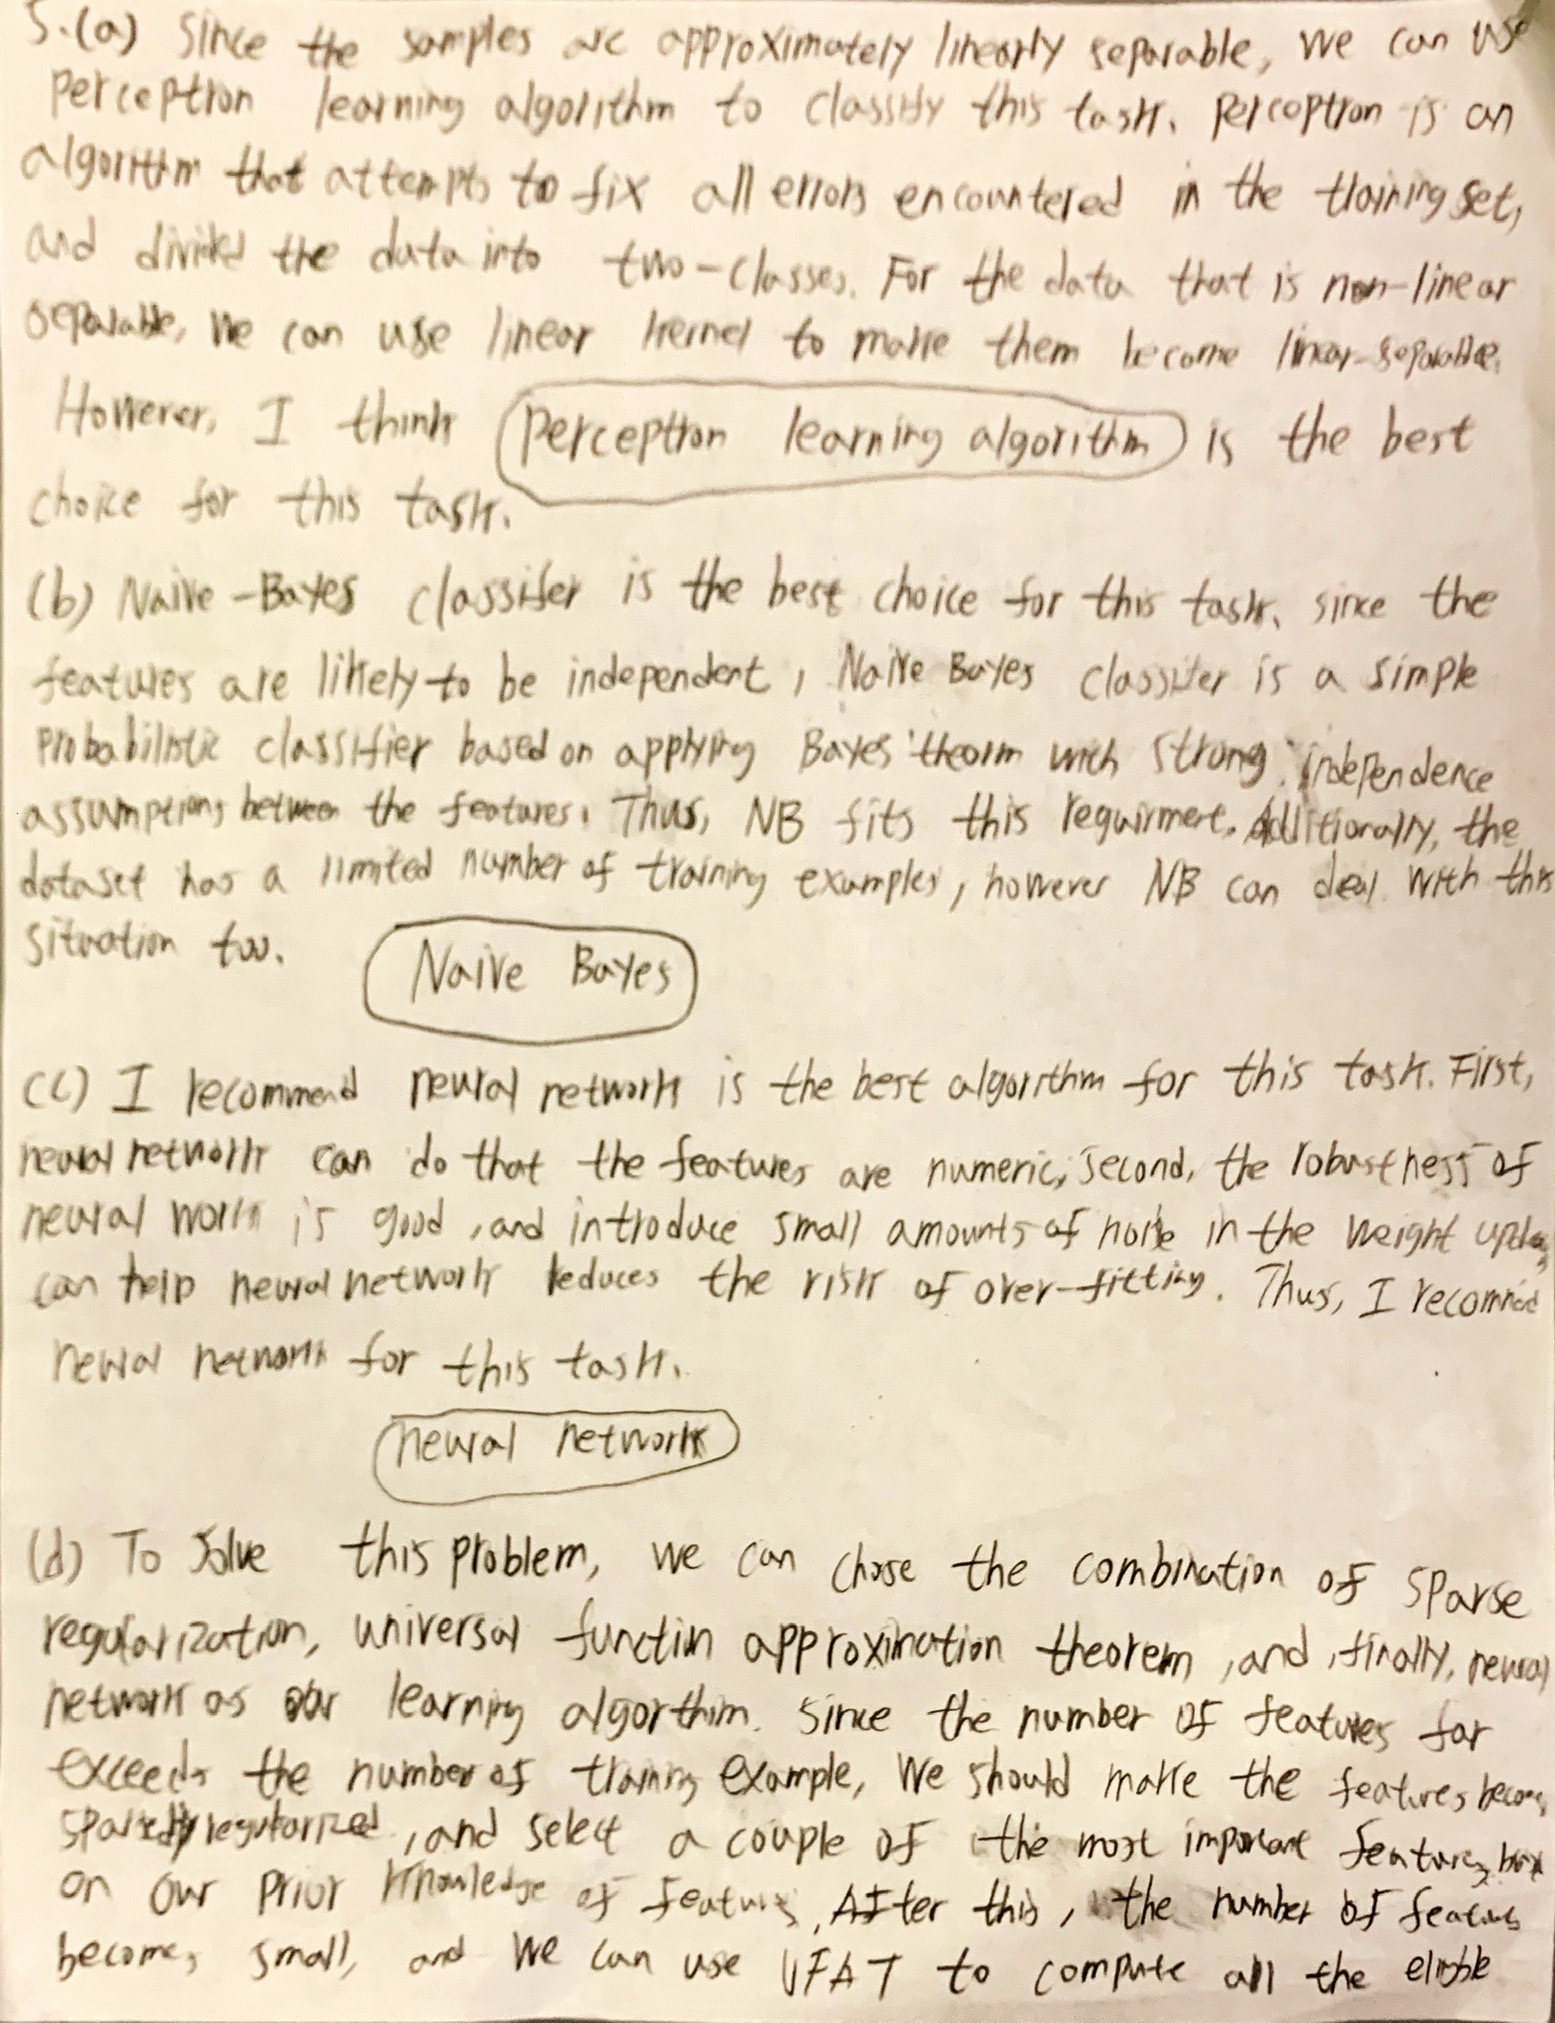 5.(a) Since the samples are approximately linearly separable, we can use
Perceptron learning algorithm to classify this task. Perceptron is an
algorithm that attempts to fix all errors encountered in the training set,
and divided the data into two-classes. For the data that is non-linear
separable, we can use linear kernel to make them become linear-separable.
However, I think Perceptron learning algorithm is the best
choice for this task.
(b) Naive-Bayes classifer is the best choice for this task, since the
features are likely to be independent, Naive Bayes classifer is a simple
Probabilistic classifier based on applying Bayes' theorm with strong independence
assumptions between the features. Thus, NB fits this requirment. Additionally, the
dataset has a limited number of training examples, however NB can deal with this
situation too.
Naive Bayes
(c) I recommend neural network is the best algorithm for this task. First,
neural network can do that the features are numeric, second, the robustness of
neural work is good, and introduce small amounts of noise in the weight
can help neural network reduces the risk of over-fitting. Thus, I recommend
neural network for this task.
neural network
(d) To Solve this problem, we can chose the combination of sparse
regularization, universal function approximation theorem, and, finally, neural
network as our learning algorthim. Since the number of features far
exceeds the number of training example, We should make the features become
regularized, and select a couple of the most important features
on our prior knowledge of features. After this, the number of features
becomes small, and we can use UFAT to compute all the